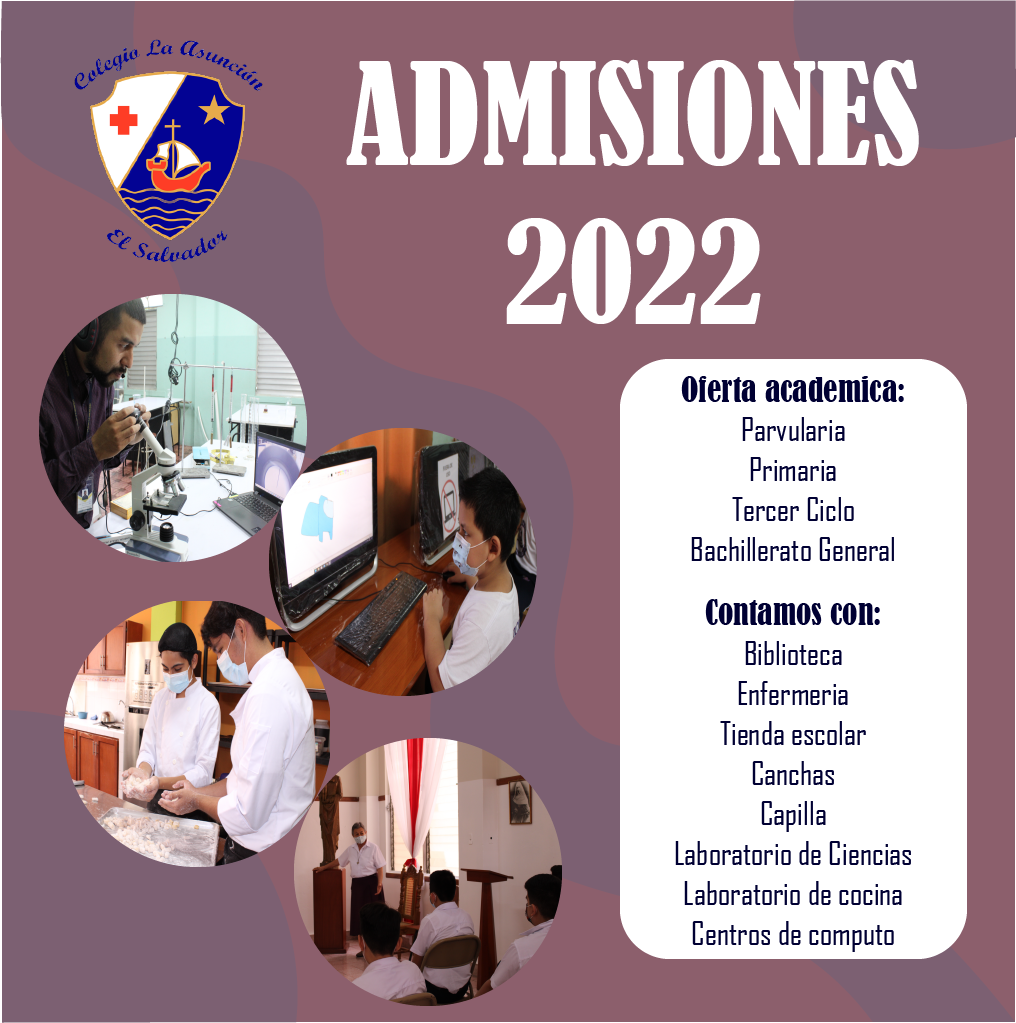 Colegio La Asunción
El Salvador
ADMISIONES
2022
Oferta academica:
Parvularia
Primaria
Tercer Ciclo
Bachillerato General
Contamos con:
Biblioteca
Enfermeria
Tienda escolar
Canchas
Capilla
Laboratorio de Ciencias
Laboratorio de cocina
Centros de computo